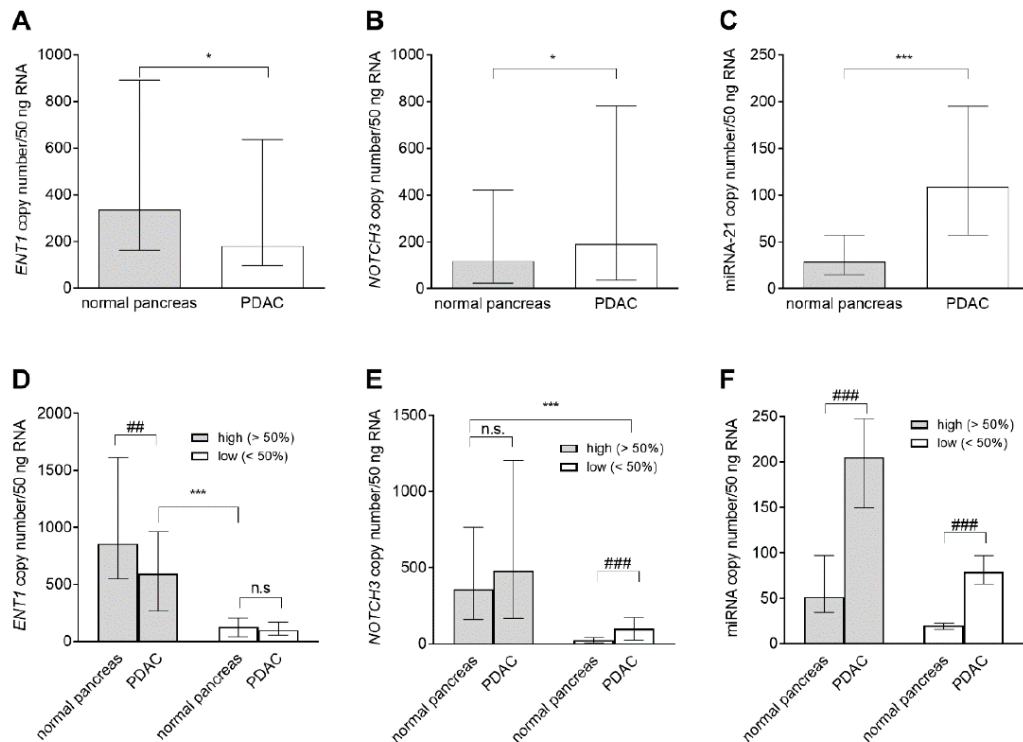 A
ENT1 copy number/50 ng RNA
1000
800
600
400
200
0
*
normal pancreas
PDAC
B
NOTCH3 copy number/50 ng RNA
1000
800
600
400
200
0
*
normal pancreas
PDAC
C
miRNA-21 copy number/50 ng RNA
250
200
150
100
50
0
***
normal pancreas
PDAC
D
ENT1 copy number/50 ng RNA
2000
1500
1000
500
0
##
***
n.s
high (> 50%)
low (< 50%)
normal pancreas
PDAC
normal pancreas
PDAC
E
NOTCH3 copy number/50 ng RNA
1500
1000
500
0
***
n.s.
###
high (> 50%)
low (< 50%)
normal pancreas
PDAC
normal pancreas
PDAC
F
miRNA copy number/50 ng RNA
250
200
150
100
50
0
###
###
high (> 50%)
low (< 50%)
normal pancreas
PDAC
normal pancreas
PDAC